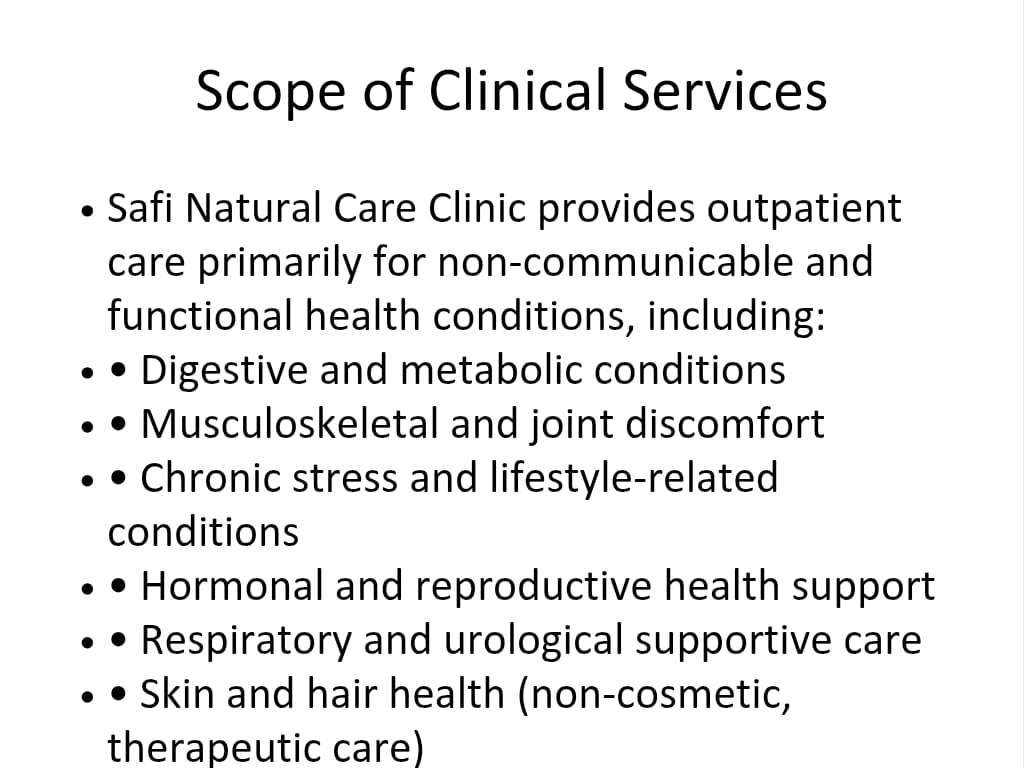 Scope of Clinical Services
• Safi Natural Care Clinic provides outpatient
care primarily for non-communicable and
functional health conditions, including:
• • Digestive and metabolic conditions
• • Musculoskeletal and joint discomfort
• • Chronic stress and lifestyle-related
conditions
• • Hormonal and reproductive health support
• • Respiratory and urological supportive care
• • Skin and hair health (non-cosmetic,
therapeutic care)